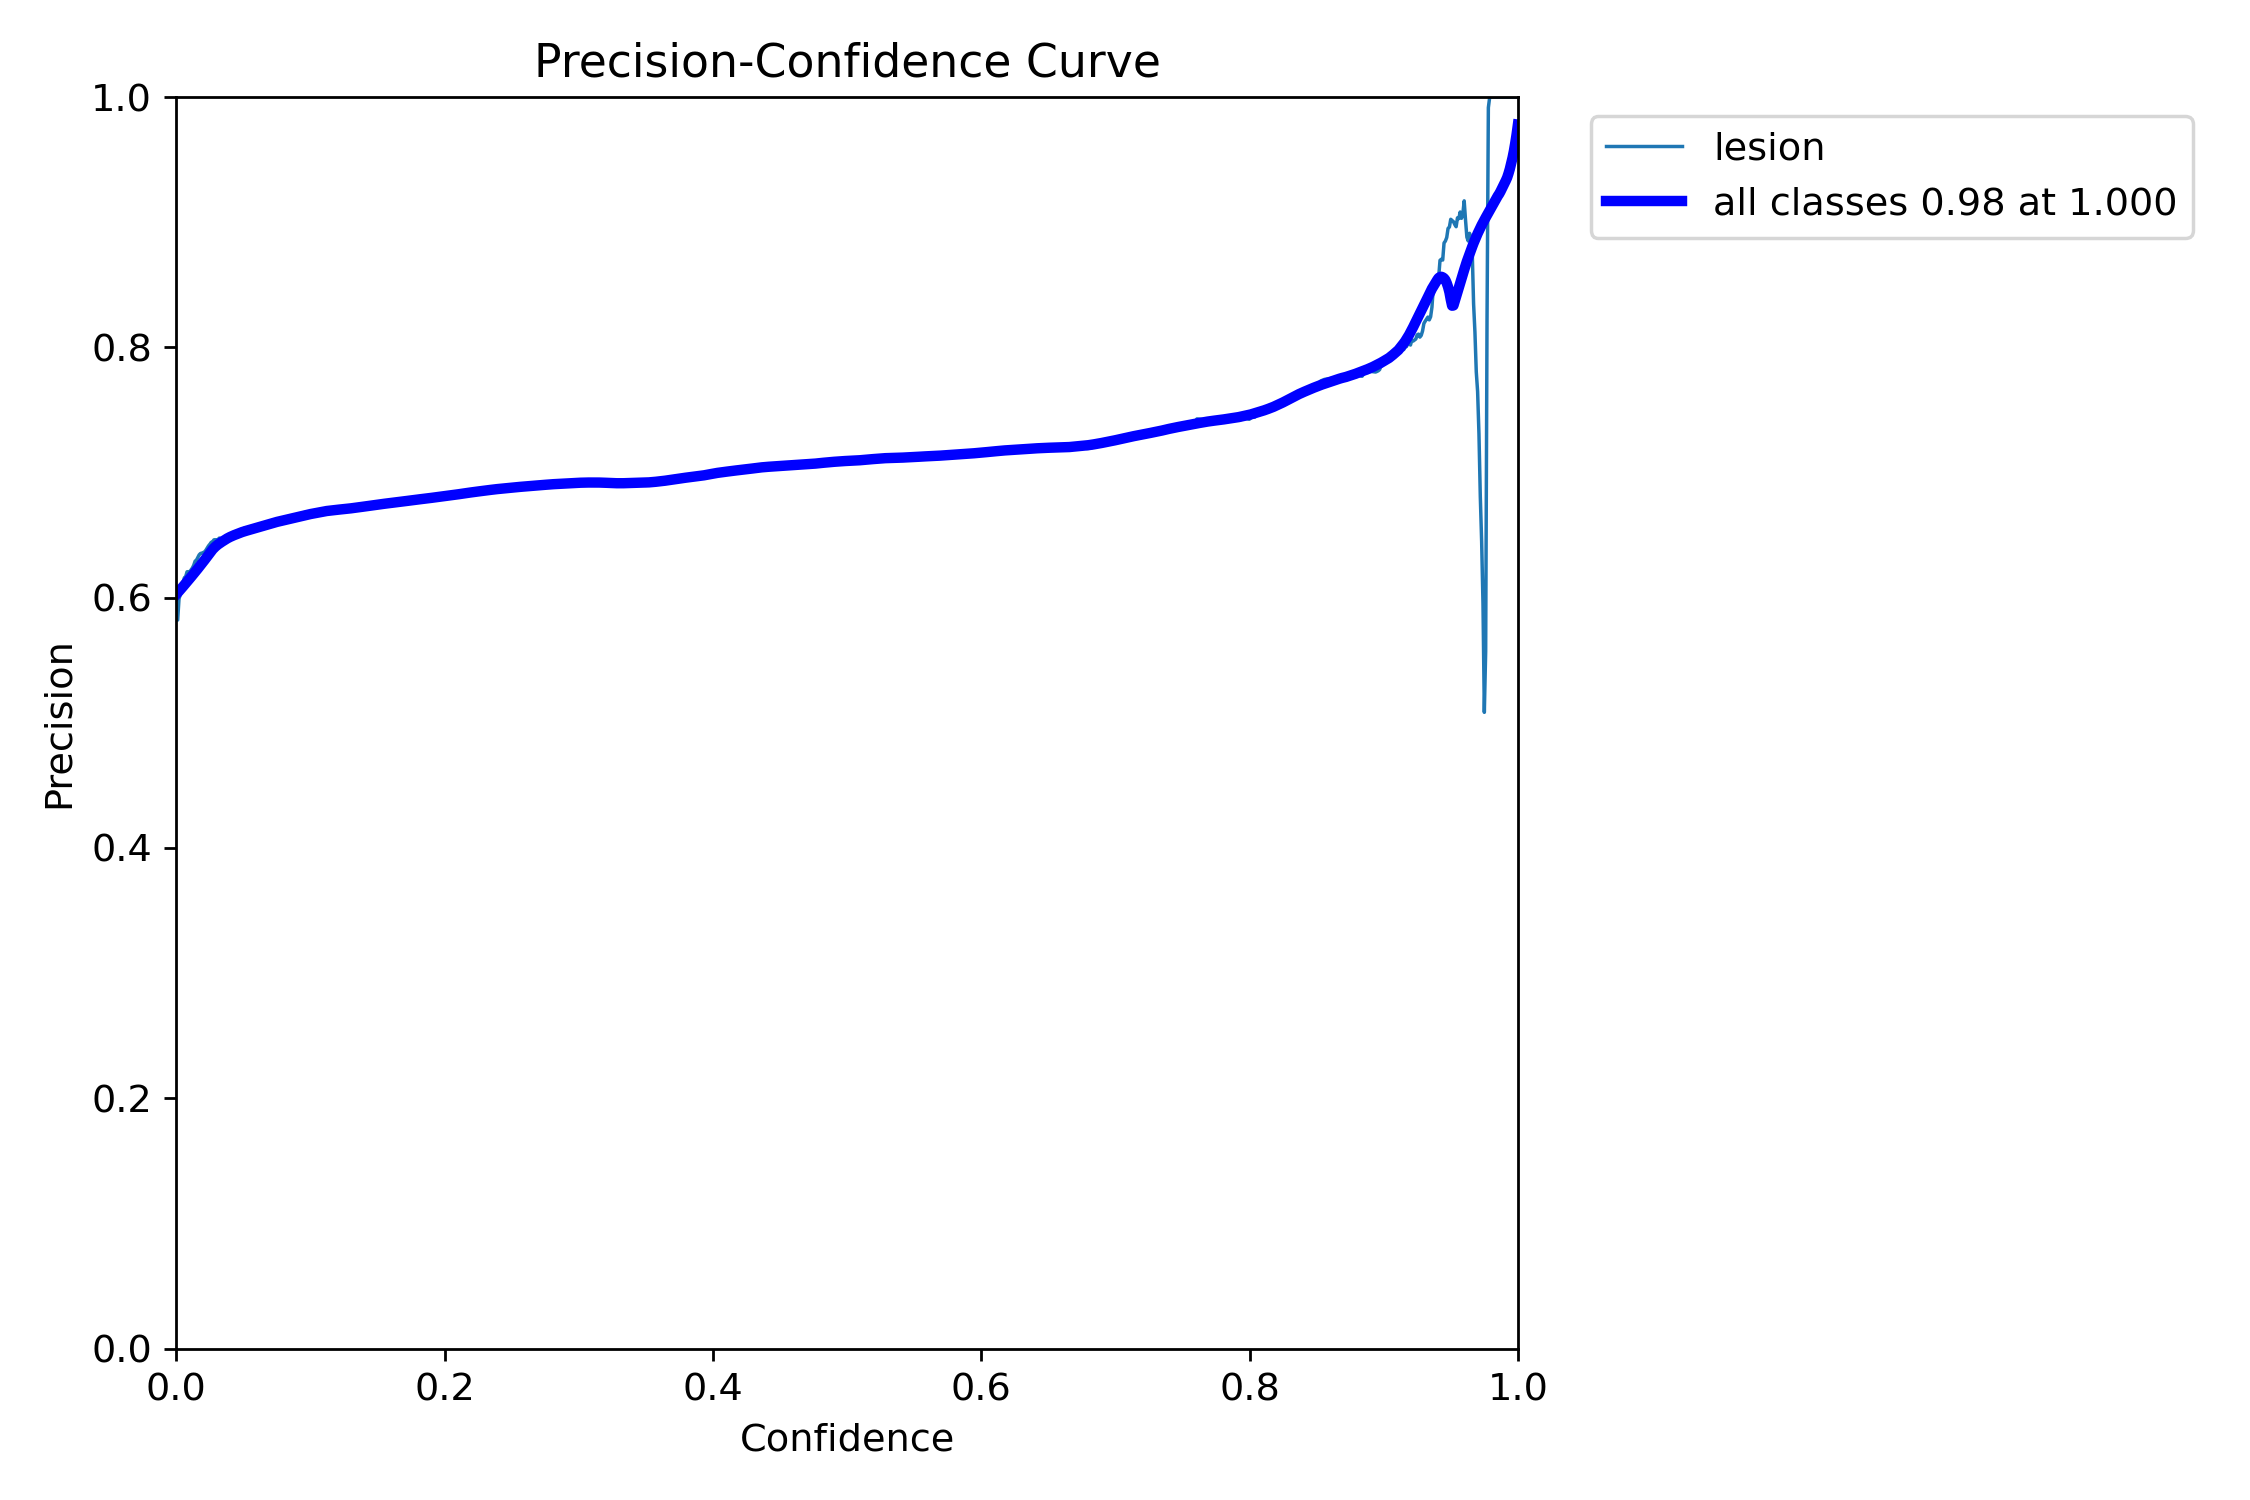 Precision-Confidence Curve
1.0
0.8
0.6
0.4
0.2
0.0
Precision
0.0 0.2 0.4 0.6 0.8 1.0
Confidence
lesion
all classes 0.98 at 1.000